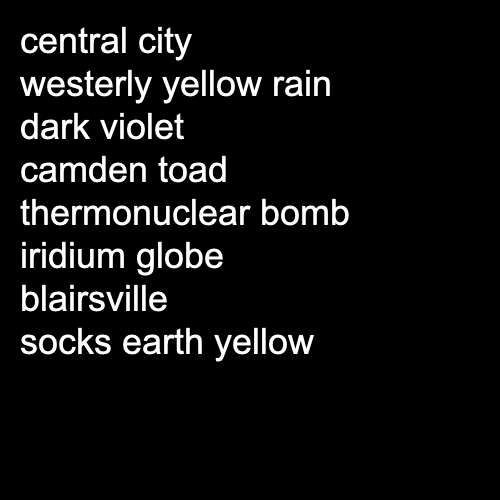 central city
westerly yellow rain
dark violet
camden toad
thermonuclear bomb
iridium globe
blairsville
socks earth yellow